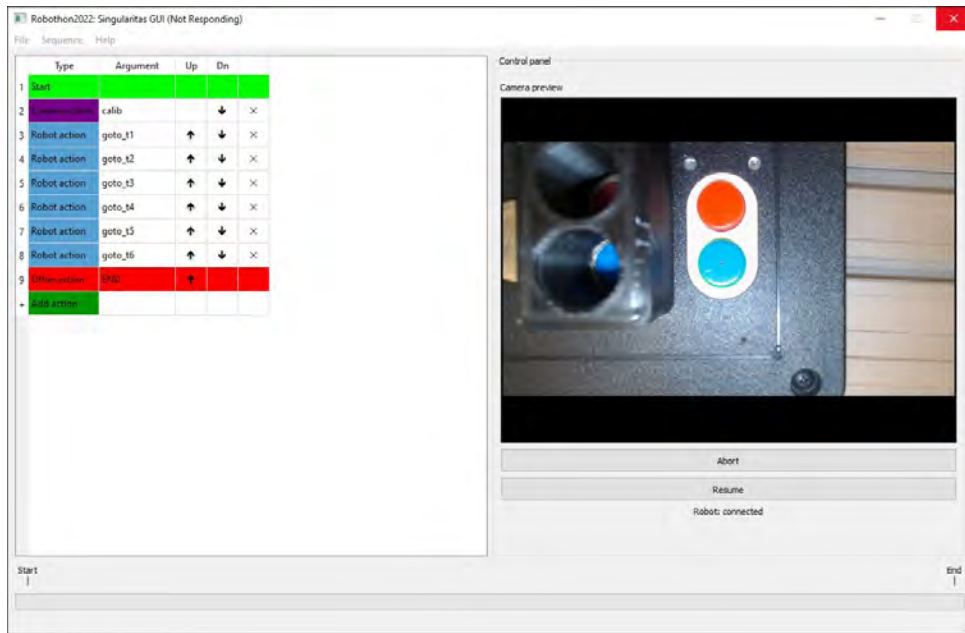 Robothon2022: Singularitas GUI (Not Responding)
File Sequence Help
Control panel
Type Argument Up Dn
Camera preview
1 Start
2 calib
3 Robot action goto_t1
4 Robot action goto_t2
5 Robot action goto_t3
6 Robot action goto_t4
7 Robot action goto_t5
8 Robot action goto_t6
9 Other action END
+ Add action
Abort
Resume
Robot: connected
Start End